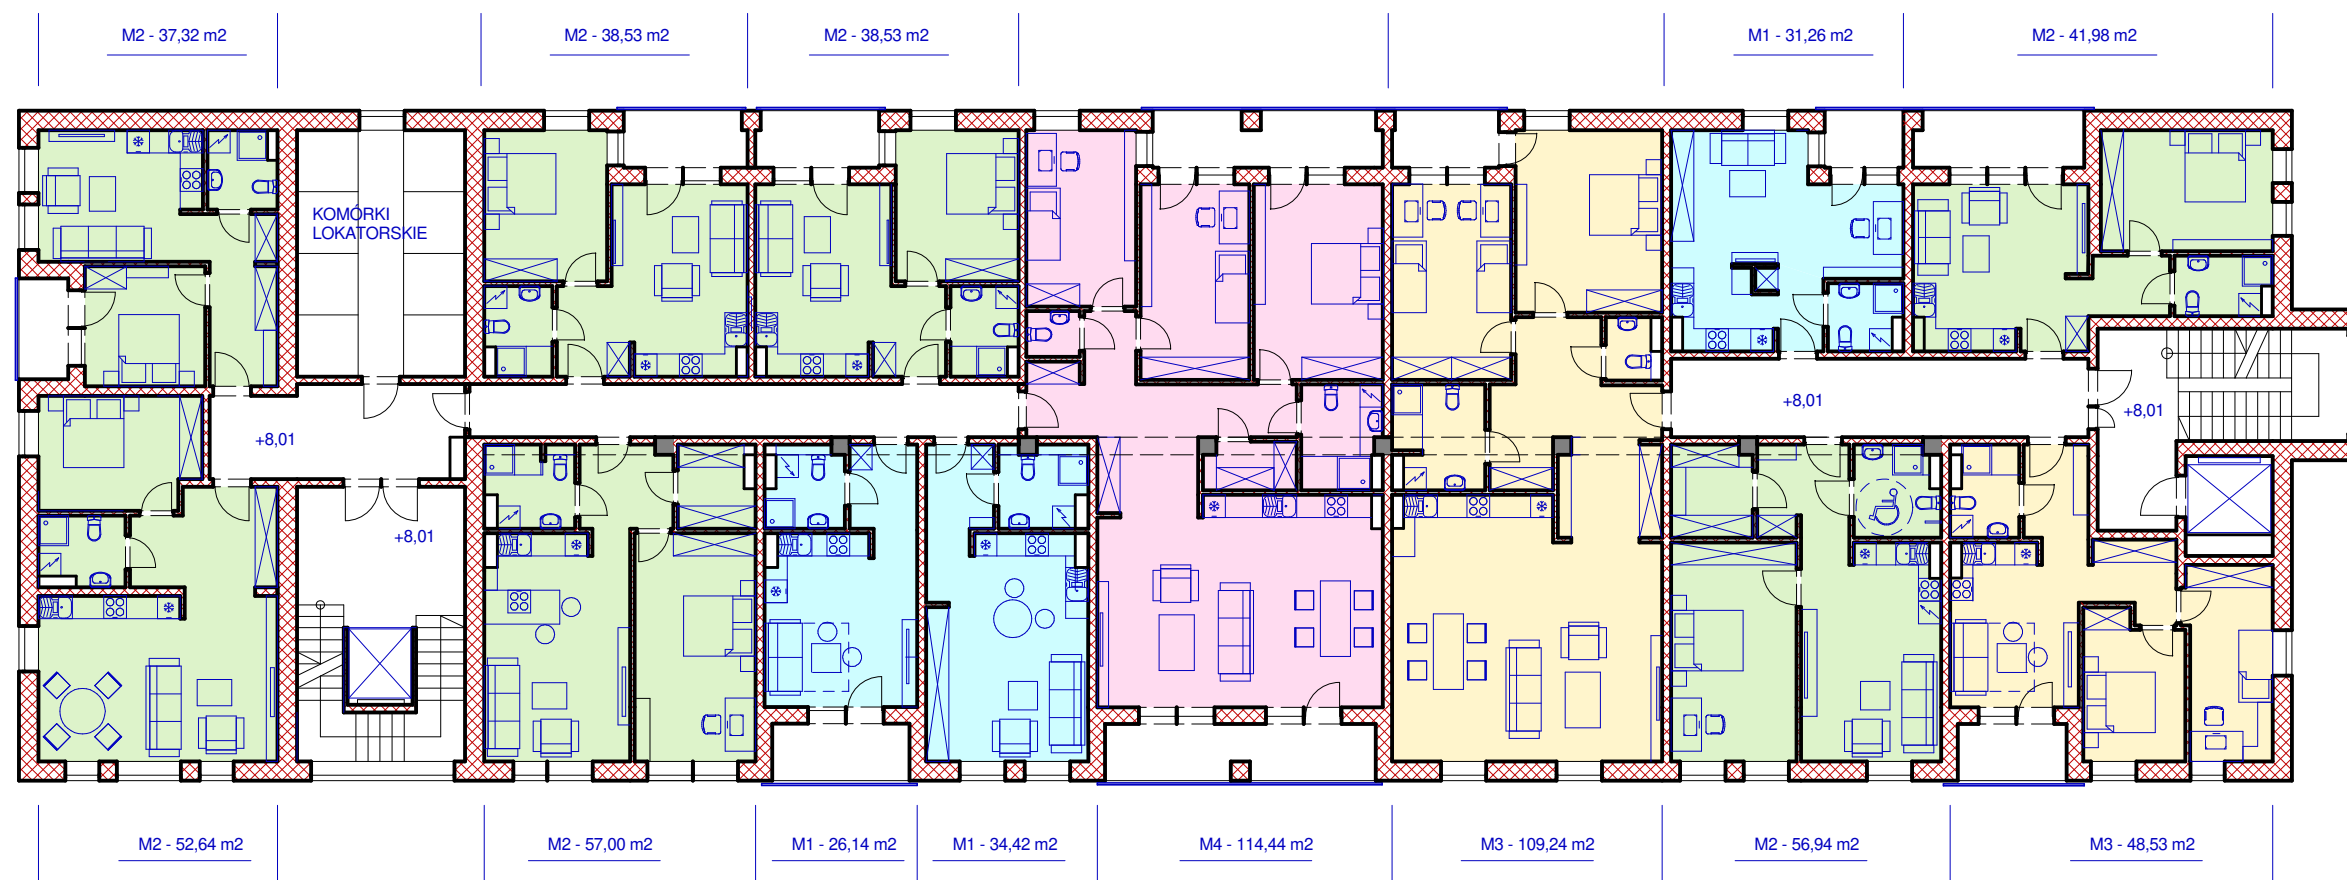 M2 - 37,32 m2
M2 - 38,53 m2
M2 - 38,53 m2
M1 - 31,26 m2
M2 - 41,98 m2
KOMÓRKI
LOKATORSKIE
+8,01
+8,01
+8,01
+8,01
M2 - 52,64 m2
M2 - 57,00 m2
M1 - 26,14 m2
M1 - 34,42 m2
M4 - 114,44 m2
M3 - 109,24 m2
M2 - 56,94 m2
M3 - 48,53 m2